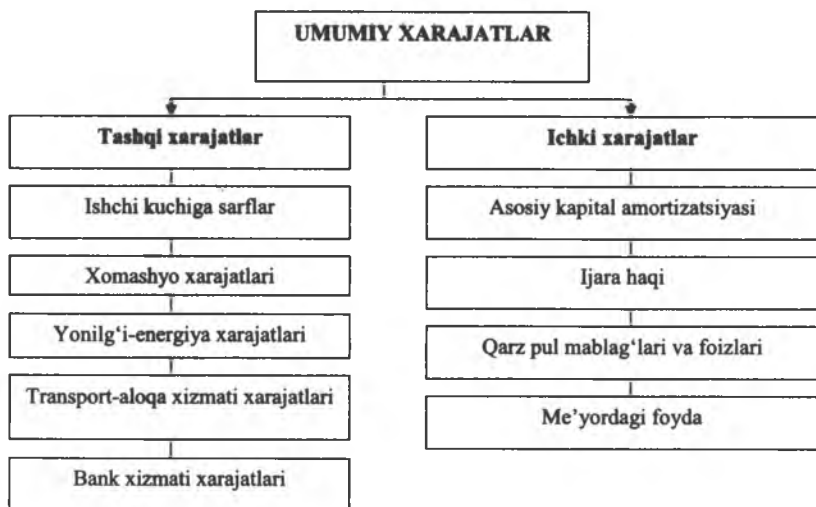 UMUMIY XARAJATLAR
Tashqi xarajatlar
Ishchi kuchiga sarflar
Xomashyo xarajatlari
Yonilg‘i-energiya xarajatlari
Transport-aloqa xizmati xarajatlari
Bank xizmati xarajatlari
Ichki xarajatlar
Asosiy kapital amortizatsiyasi
Ijara haqi
Qarz pul mablag‘lari va foizlari
Me’yordagi foyda